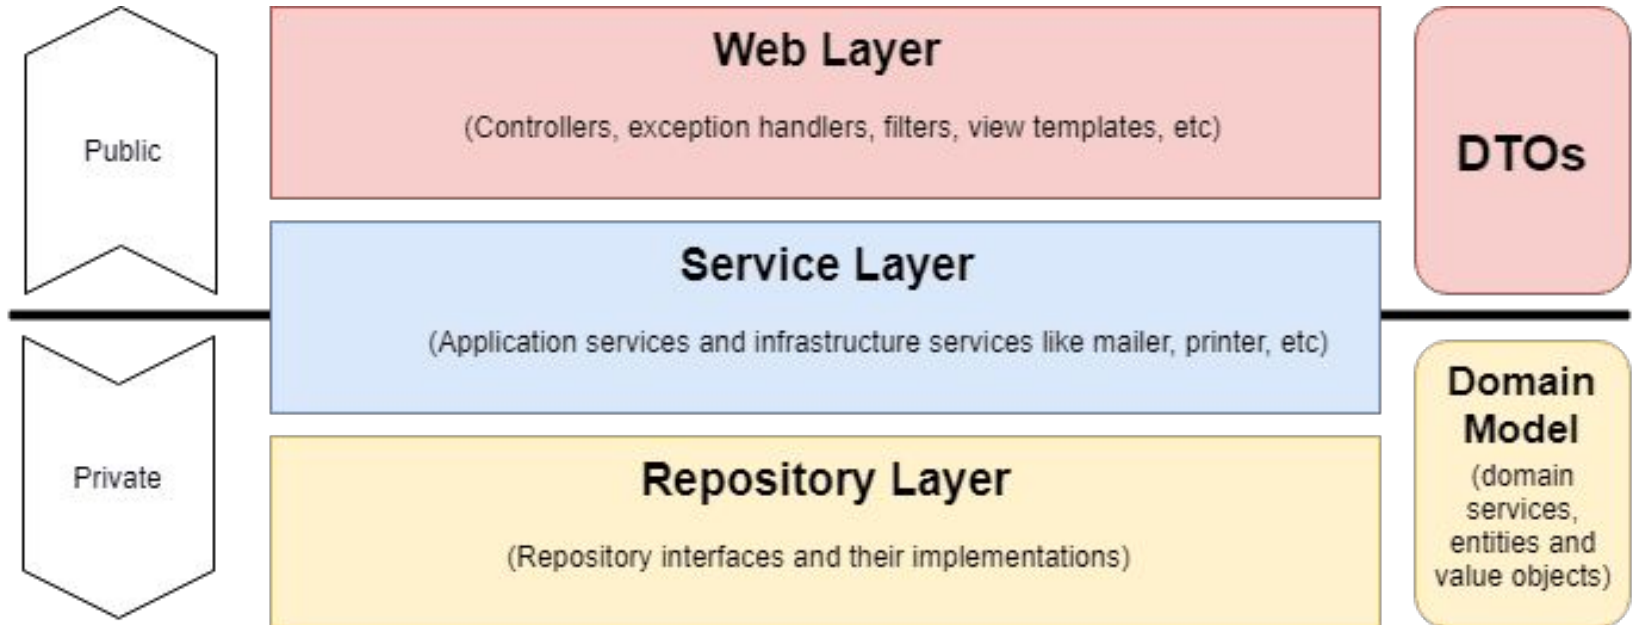 Public
Web Layer
(Controllers, exception handlers, filters, view templates, etc)
DTOs
Service Layer
(Application services and infrastructure services like mailer, printer, etc)
Private
Repository Layer
(Repository interfaces and their implementations)
Domain
Model
(domain
services,
entities and
value objects)